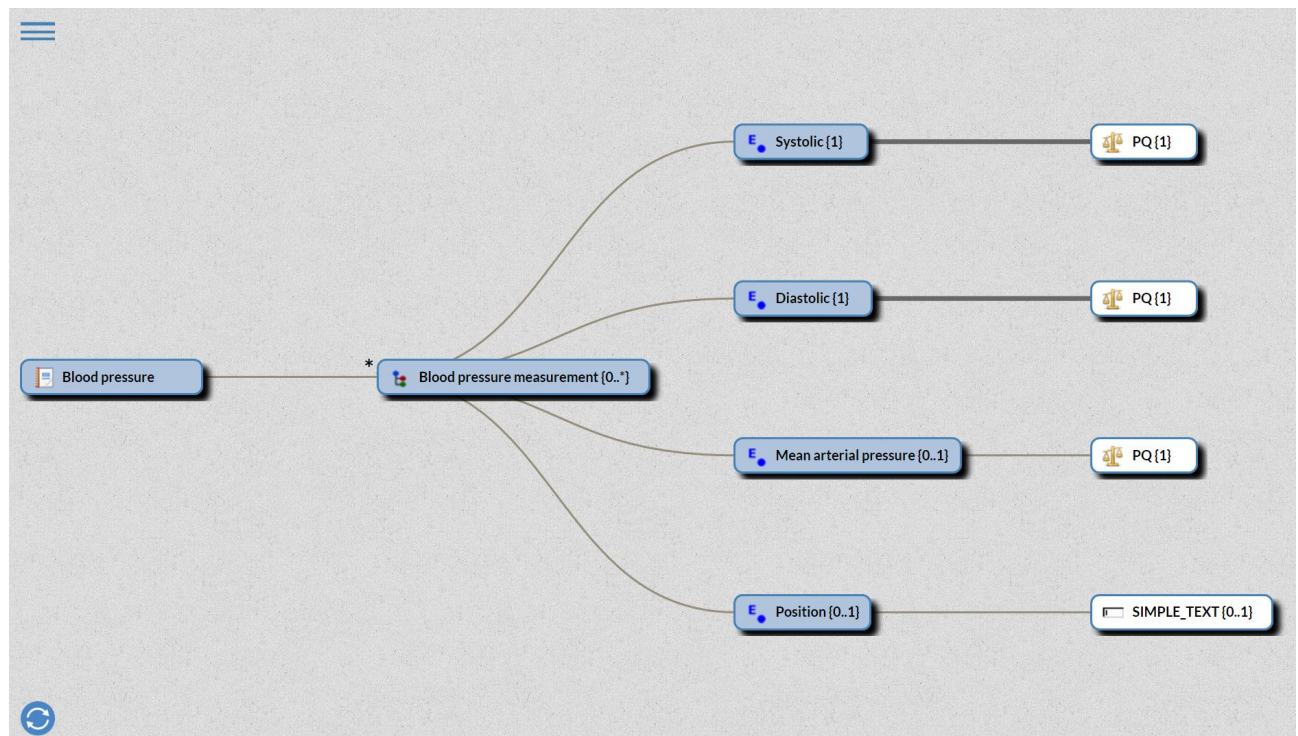 E Systolic {1}
PQ {1}
E Diastolic {1}
PQ {1}
Blood pressure
* Blood pressure measurement {0..*}
E Mean arterial pressure {0..1}
PQ {1}
E Position {0..1}
SIMPLE_TEXT {0..1}